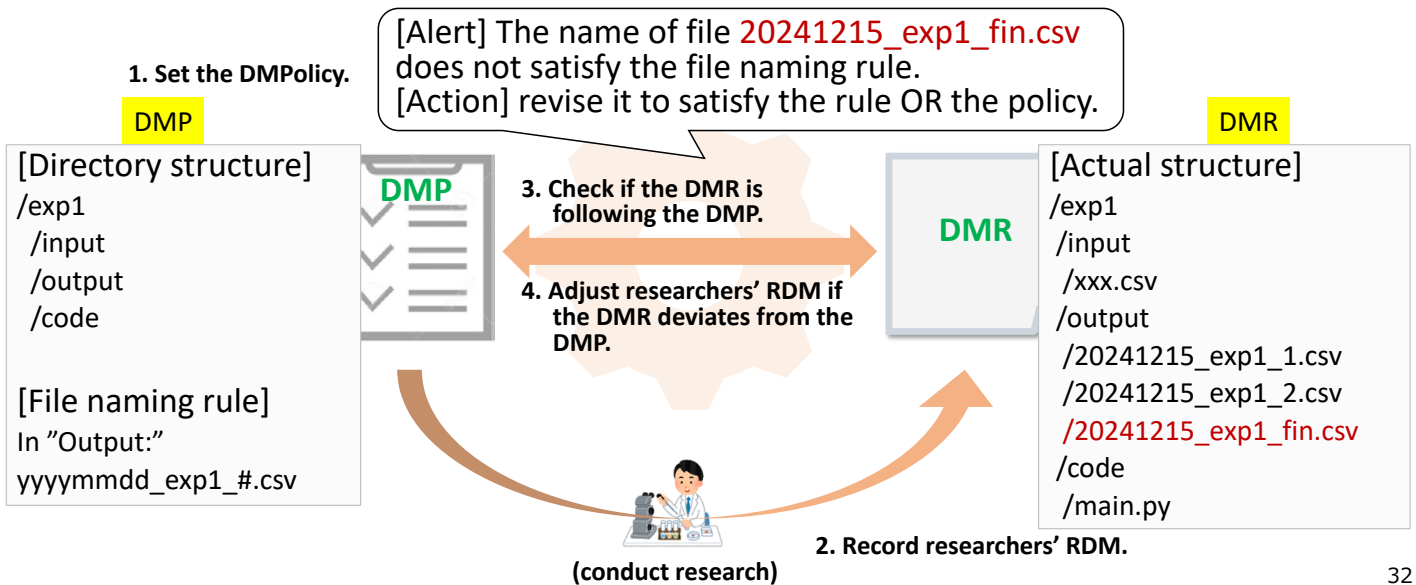 [Alert] The name of file 20241215_exp1_fin.csv
does not satisfy the file naming rule.
[Action] revise it to satisfy the rule OR the policy.
1. Set the DMPolicy.
DMP
[Directory structure]
/exp1
/input
/output
/code
[File naming rule]
In ”Output:”
yyyymmdd_exp1_#.csv
DMP
3. Check if the DMR is
following the DMP.
4. Adjust researchers’ RDM if
the DMR deviates from the
DMP.
DMR
DMR
[Actual structure]
/exp1
/input
/xxx.csv
/output
/20241215_exp1_1.csv
/20241215_exp1_2.csv
/20241215_exp1_fin.csv
/code
/main.py
2. Record researchers’ RDM.
(conduct research)
32